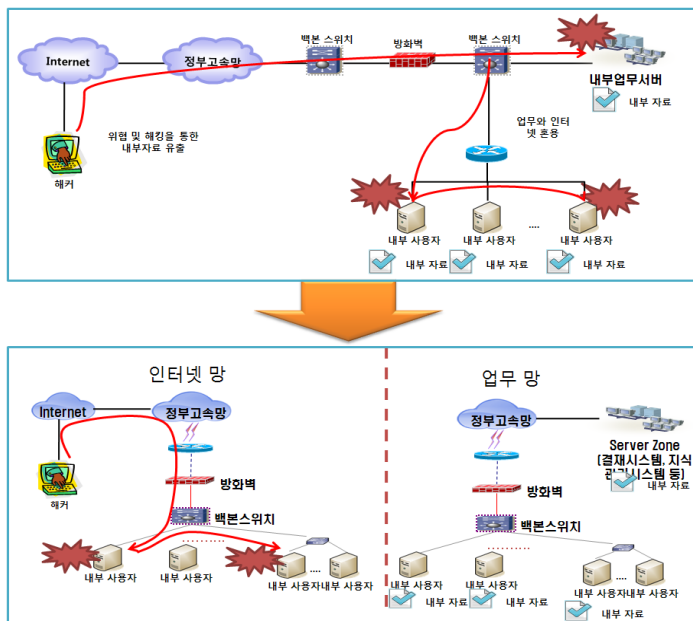 백본 스위치
방화벽
백본 스위치
Internet
정부고속망
내부업무서버
내부 자료
위협 및 해킹을 통한
내부자료 유출
업무와 인터
넷 혼용
해커
내부 사용자
내부 사용자
....
내부 사용자
내부 자료
내부 자료
내부 자료
인터넷 망
업무 망
Internet
정부고속망
정부고속망
Server Zone
(결재시스템, 지식
관리시스템 등)
내부 자료
방화벽
방화벽
해커
백본스위치
백본스위치
.........
.........
....
....
내부 사용자
내부 사용자
내부 사용자
내부 사용자
내부 사용자
내부 사용자
내부 사용자
내부 사용자
내부 자료
내부 자료
내부 자료